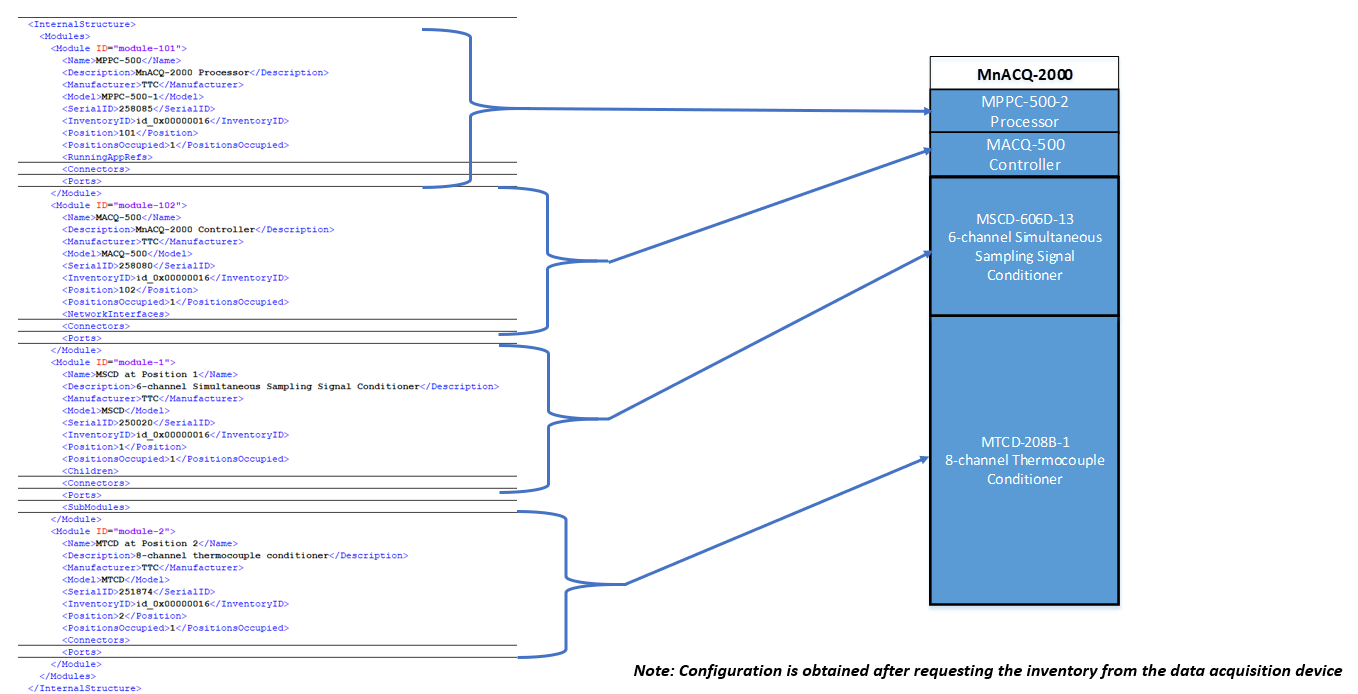 <InternalStructure>
<Modules>
<Module ID="module-101">
<Name>MPPC-500</Name>
<Description>MnACQ-2000 Processor</Description>
<Manufacturer>TTC</Manufacturer>
<Model>MPPC-500-1</Model>
<SerialID>258085</SerialID>
<InventoryID>id_0x00000016</InventoryID>
<Position>101</Position>
<PositionsOccupied>1</PositionsOccupied>
<RunningAppRefs>
<Connectors>
<Ports>
</Module>
<Module ID="module-102">
<Name>MACQ-500</Name>
<Description>MnACQ-2000 Controller</Description>
<Manufacturer>TTC</Manufacturer>
<Model>MACQ-500</Model>
<SerialID>258080</SerialID>
<InventoryID>id_0x00000016</InventoryID>
<Position>102</Position>
<PositionsOccupied>1</PositionsOccupied>
<NetworkInterfaces>
<Connectors>
<Ports>
</Module>
<Module ID="module-1">
<Name>MSCD at Position 1</Name>
<Description>6-channel Simultaneous Sampling Signal Conditioner</Description>
<Manufacturer>TTC</Manufacturer>
<Model>MSCD</Model>
<SerialID>250020</SerialID>
<InventoryID>id_0x00000016</InventoryID>
<Position>1</Position>
<PositionsOccupied>1</PositionsOccupied>
<Children>
<Connectors>
<Ports>
<SubModules>
</Module>
<Module ID="module-2">
<Name>MTCD at Position 2</Name>
<Description>8-channel thermocouple conditioner</Description>
<Manufacturer>TTC</Manufacturer>
<Model>MTCD</Model>
<SerialID>251874</SerialID>
<InventoryID>id_0x00000016</InventoryID>
<Position>2</Position>
<PositionsOccupied>1</PositionsOccupied>
<Connectors>
<Ports>
</Module>
</Modules>
</InternalStructure>
MnACQ-2000
MPPC-500-2
Processor
MACQ-500
Controller
MSCD-606D-13
6-channel Simultaneous
Sampling Signal
Conditioner
MTCD-208B-1
8-channel Thermocouple
Conditioner
Note: Configuration is obtained after requesting the inventory from the data acquisition device